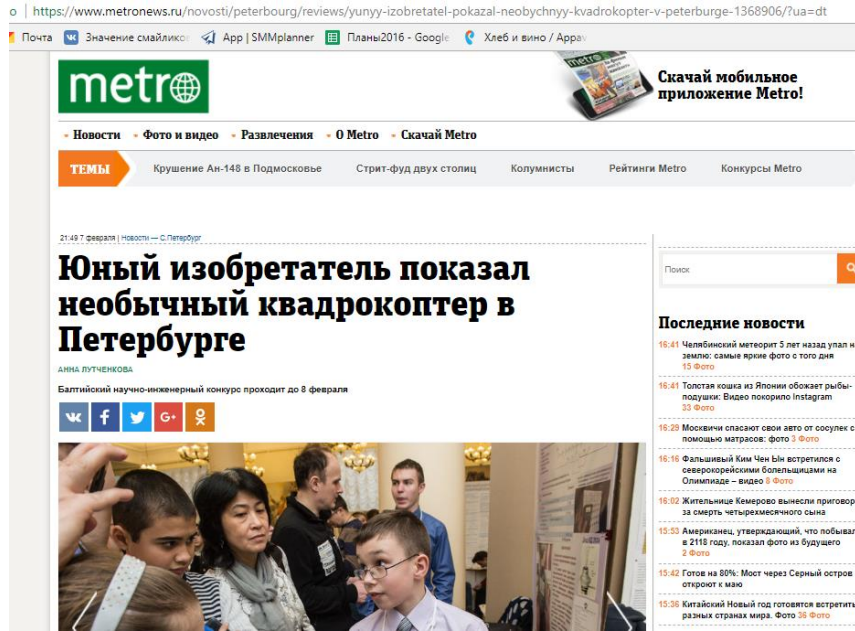 https://www.metronews.ru/novosti/peterbourg/reviews/yunyy-izobretatel-pokazal-neobychnyy-kvadrokopter-v-peterburge-1368906/?ua=dt
Почта Значение смайлико App | SMMplanner Планы2016 - Google Хлеб и вино / Appav
metro
Скачай мобильное
приложение Metro!
Новости Фото и видео Развлечения О Metro Скачай Metro
ТЕМЫ Крушение Ан-148 в Подмосковье Стрит-фуд двух столиц Колумнисты Рейтинги Metro Конкурсы Metro
21:49 7 февраля | Новости — С.Петербург
Юный изобретатель показал
необычный квадрокоптер в
Петербурге
АННА ЛУТЧЕНКОВА
Балтийский научно-инженерный конкурс проходит до 8 февраля
G+
Поиск
Последние новости
16:41 Челябинский метеорит 5 лет назад упал н
землю: самые яркие фото с того дня
15 Фото
16:41 Толстая кошка из Японии обожает рыбы-
подушки: Видео покорило Instagram
33 Фото
16:29 Москвичи спасают свои авто от сосулек с
помощью матрасов: фото 3 Фото
16:16 Фальшивый Ким Чен Ын встретился с
северокорейскими болельщицами на
Олимпиаде – видео 8 Фото
16:02 Жительнице Кемерово вынесли приговор
за смерть четырехмесячного сына
15:53 Американец, утверждающий, что побывал
в 2118 году, показал фото из будущего
2 Фото
15:42 Готов на 80%: Мост через Серный остров
откроют к маю
15:36 Китайский Новый год готовятся встретить
разных странах мира. Фото 36 Фото